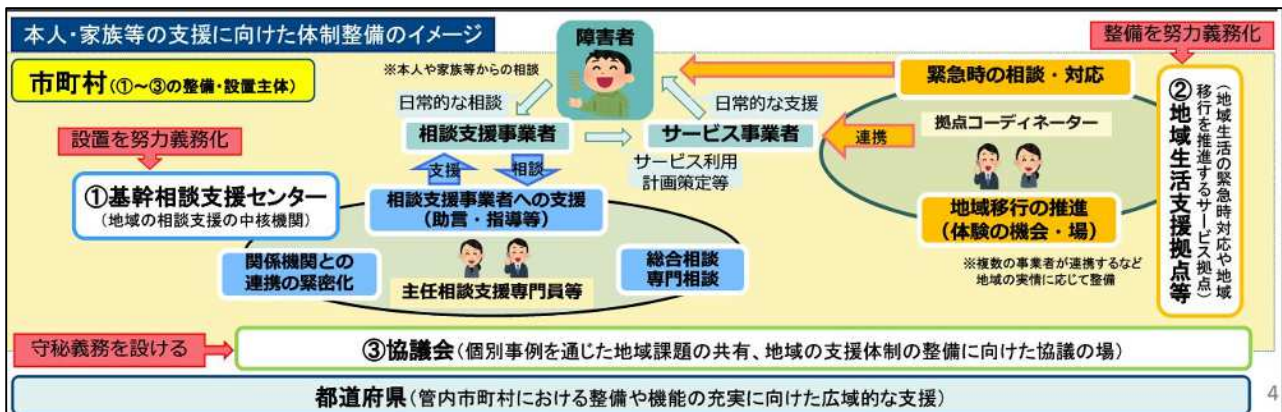 本人・家族等の支援に向けた体制整備のイメージ
障害者
整備を努力義務化
市町村(①～③の整備・設置主体)
※本人や家族等からの相談
緊急時の相談・対応
日常的な相談
日常的な支援
相談支援事業者
サービス事業者
連携
拠点コーディネーター
設置を努力義務化
支援
相談
サービス利用
計画策定等
①基幹相談支援センター
(地域の相談支援の中核機関)
相談支援事業者への支援
(助言・指導等)
地域移行の推進
(体験の機会・場)
②地域生活支援拠点等
(地域生活の緊急時対応や地域
移行を推進するサービス拠点)
関係機関との
連携の緊密化
主任相談支援専門員等
総合相談
専門相談
※複数の事業者が連携するなど
地域の実情に応じて整備
守秘義務を設ける
③協議会(個別事例を通じた地域課題の共有、地域の支援体制の整備に向けた協議の場)
都道府県(管内市町村における整備や機能の充実に向けた広域的な支援)
4